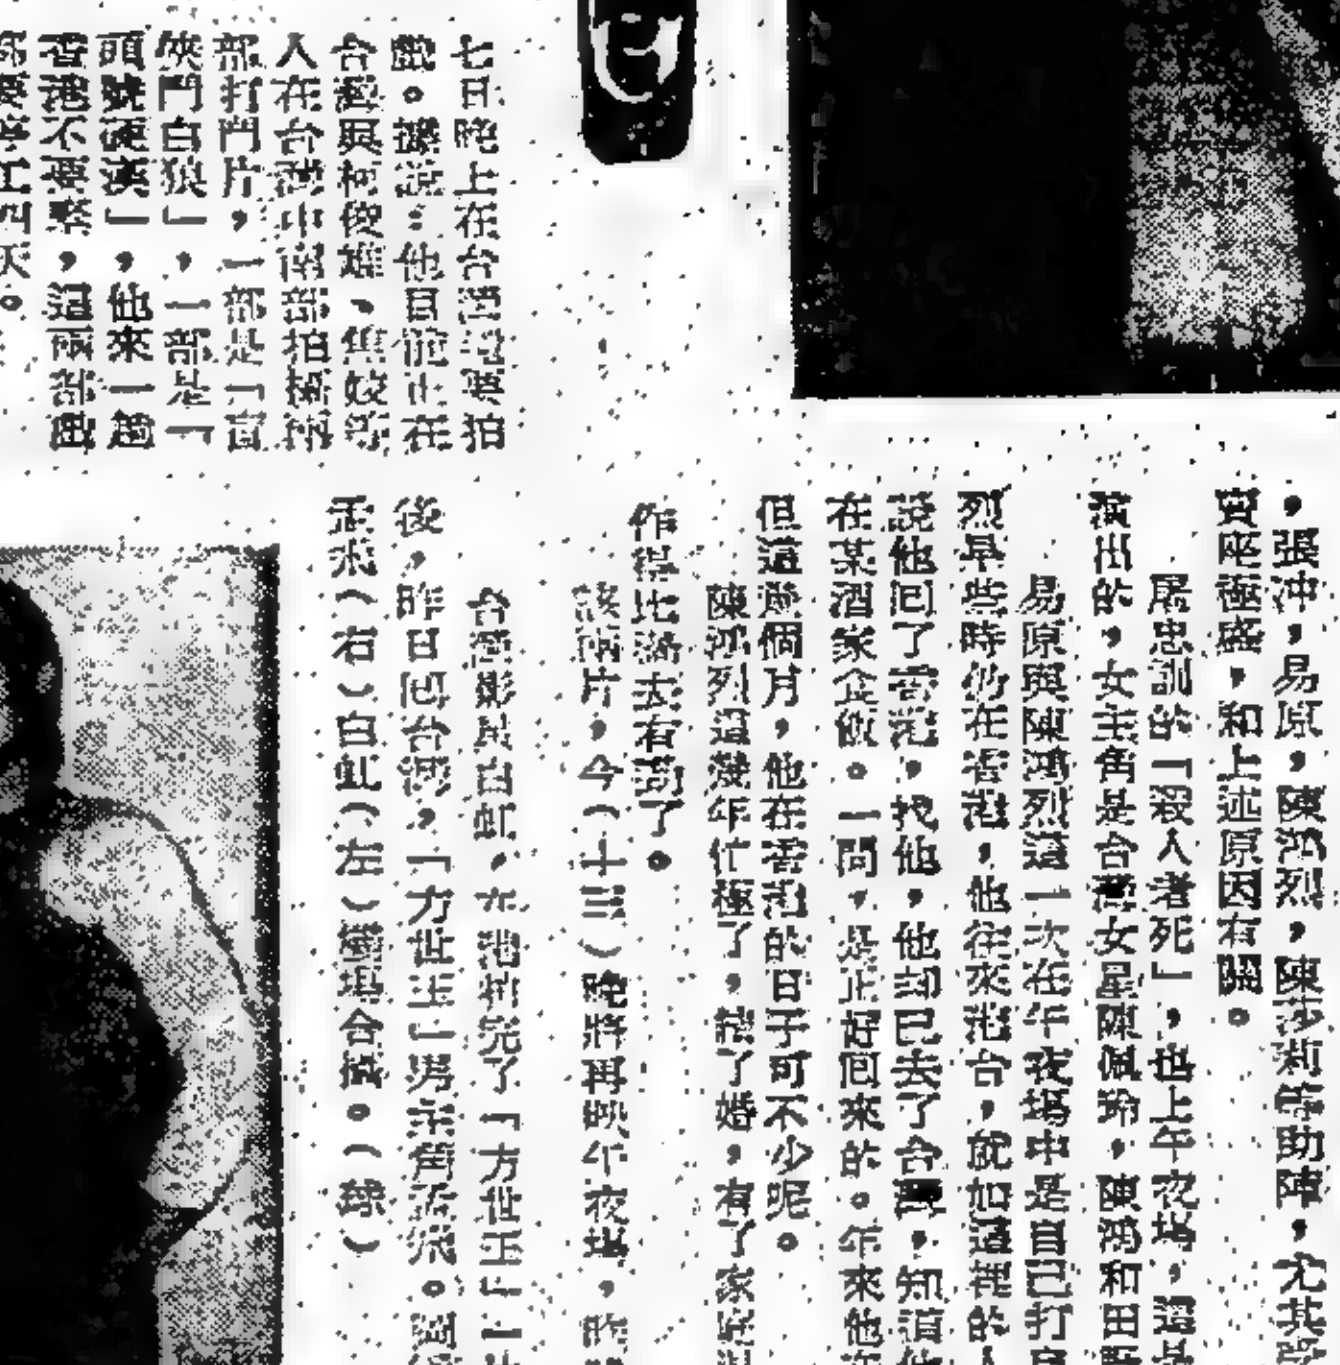 七日晚上在台灣還要拍
戲。據說：他目前正在
台灣與柯俊雄、焦姣等
人在台灣中南部拍攝兩
部打鬥片，一部是「盲
俠鬥白狼」，一部是「
頭號硬漢」，他來一趟
香港不要緊，這兩部戲
都要停工四天。
，張冲，易原，陳鴻烈，陳莎莉等助陣，尤其
賣座極盛，和上述原因有關。
屠忠訓的「殺人者死」，也上午夜場，這是
演出的，女主角是台灣女星陳佩玲，陳鴻和田
易原與陳鴻烈這一次在午夜場中是自己打
烈早些時仍在香港，他往來港台，就如這裡的
說他回了香港，找他，他却已去了台灣，知道他
在某酒家食飯。一問，是正好回來的。年來他
但這幾個月，他在香港的日子可不少呢。
陳鴻烈這幾年忙極了，結了婚，有了家庭
作得比過去有勁了。
該兩片，今（十三）晚將再映午夜場，昨
台灣影星白虹，在港拍完了「方世玉」一片
後，昨日回台灣，「方世玉」男主角孟飛。圖
孟飛（右）白虹（左）機場合攝。（綠）